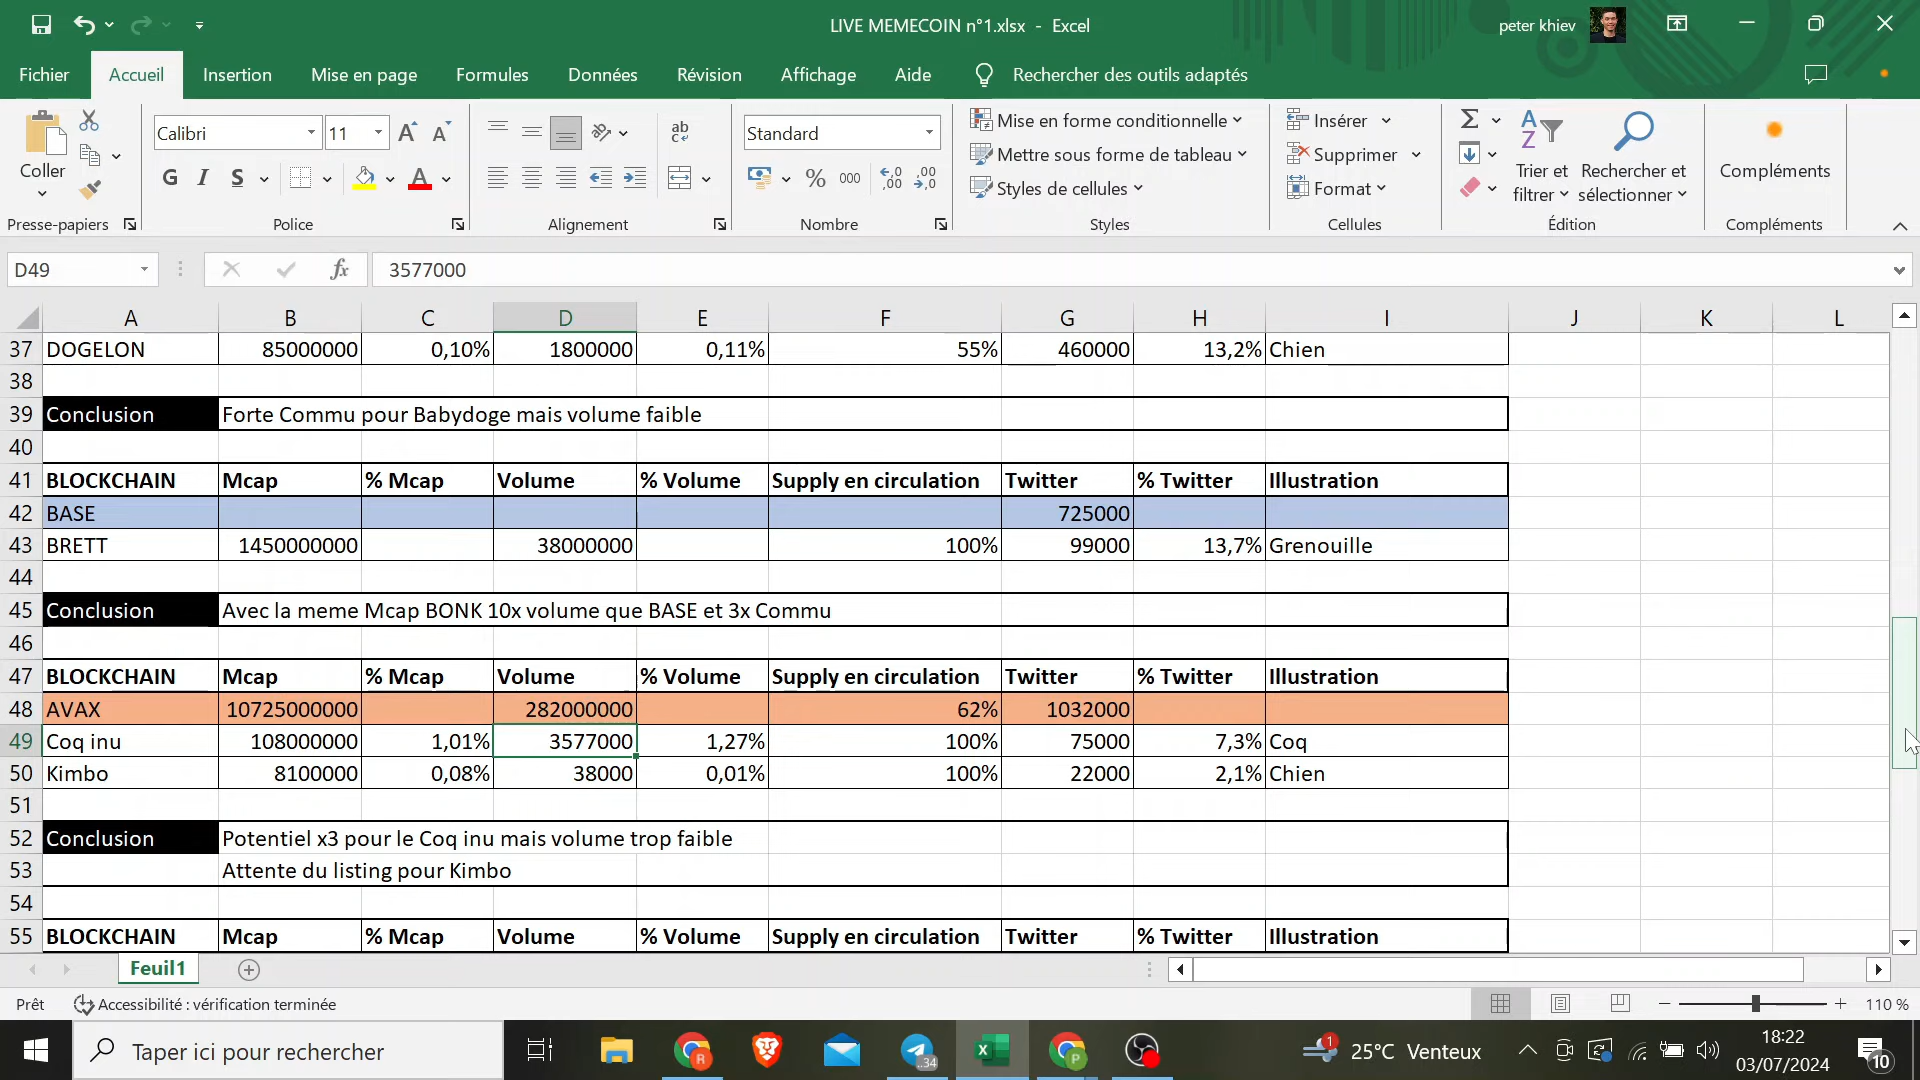 LIVE MEMECOIN n°1.xlsx - Excel
peter khiev
Fichier Accueil Insertion Mise en page Formules Données Révision Affichage Aide Rechercher des outils adaptés
Coller
Calibri 11
G I S
ab
Standard
% 000
Mise en forme conditionnelle
Mettre sous forme de tableau
Styles de cellules
Insérer
Supprimer
Format
Trier et filtrer
Rechercher et sélectionner
Compléments
Presse-papiers Police Alignement Nombre Styles Cellules Édition Compléments
D49 fx 3577000
A B C D E F G H I J K L
37 DOGELON 85000000 0,10% 1800000 0,11% 55% 460000 13,2% Chien
38
39 Conclusion Forte Commu pour Babydoge mais volume faible
40
41 BLOCKCHAIN Mcap % Mcap Volume % Volume Supply en circulation Twitter % Twitter Illustration
42 BASE 725000
43 BRETT 1450000000 38000000 100% 99000 13,7% Grenouille
44
45 Conclusion Avec la meme Mcap BONK 10x volume que BASE et 3x Commu
46
47 BLOCKCHAIN Mcap % Mcap Volume % Volume Supply en circulation Twitter % Twitter Illustration
48 AVAX 10725000000 282000000 62% 1032000
49 Coq inu 108000000 1,01% 3577000 1,27% 100% 75000 7,3% Coq
50 Kimbo 8100000 0,08% 38000 0,01% 100% 22000 2,1% Chien
51
52 Conclusion Potentiel x3 pour le Coq inu mais volume trop faible
53 Attente du listing pour Kimbo
54
55 BLOCKCHAIN Mcap % Mcap Volume % Volume Supply en circulation Twitter % Twitter Illustration
Feuil1
Prêt Accessibilité : vérification terminée 110 %
Taper ici pour rechercher ..34 1 25°C Venteux 18:22
03/07/2024 10